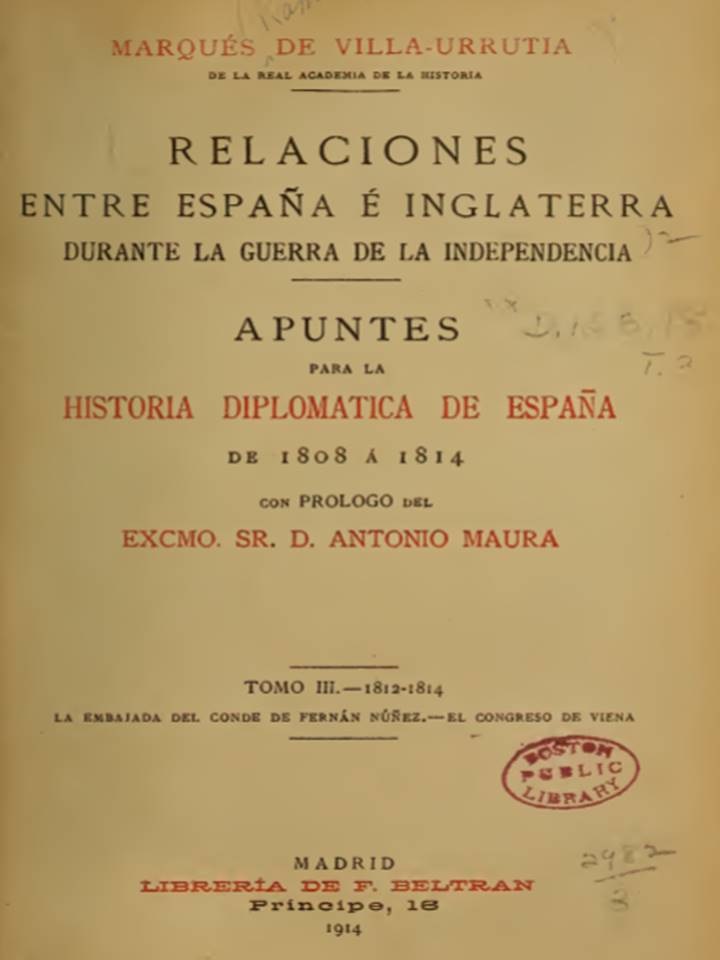 MARQUÉS DE VILLA-URRUTIA
DE LA REAL ACADEMIA DE LA HISTORIA
RELACIONES
ENTRE ESPAÑA É INGLATERRA
DURANTE LA GUERRA DE LA INDEPENDENCIA
APUNTES
PARA LA
HISTORIA DIPLOMATICA DE ESPAÑA
DE 1808 Á 1814
CON PROLOGO DEL
EXCMO. SR. D. ANTONIO MAURA
TOMO III.—1812-1814
LA EMBAJADA DEL CONDE DE FERNÁN NÚÑEZ.—EL CONGRESO DE VIENA
BOSTON
PUBLIC
LIBRARY
MADRID
LIBRERÍA DE F. BELTRAN
Príncipe, 16
1914